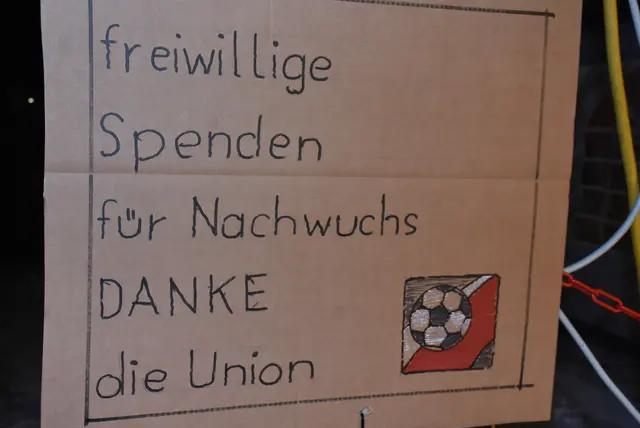 freiwillige
Spenden
für Nachwuchs
DANKE
die Union